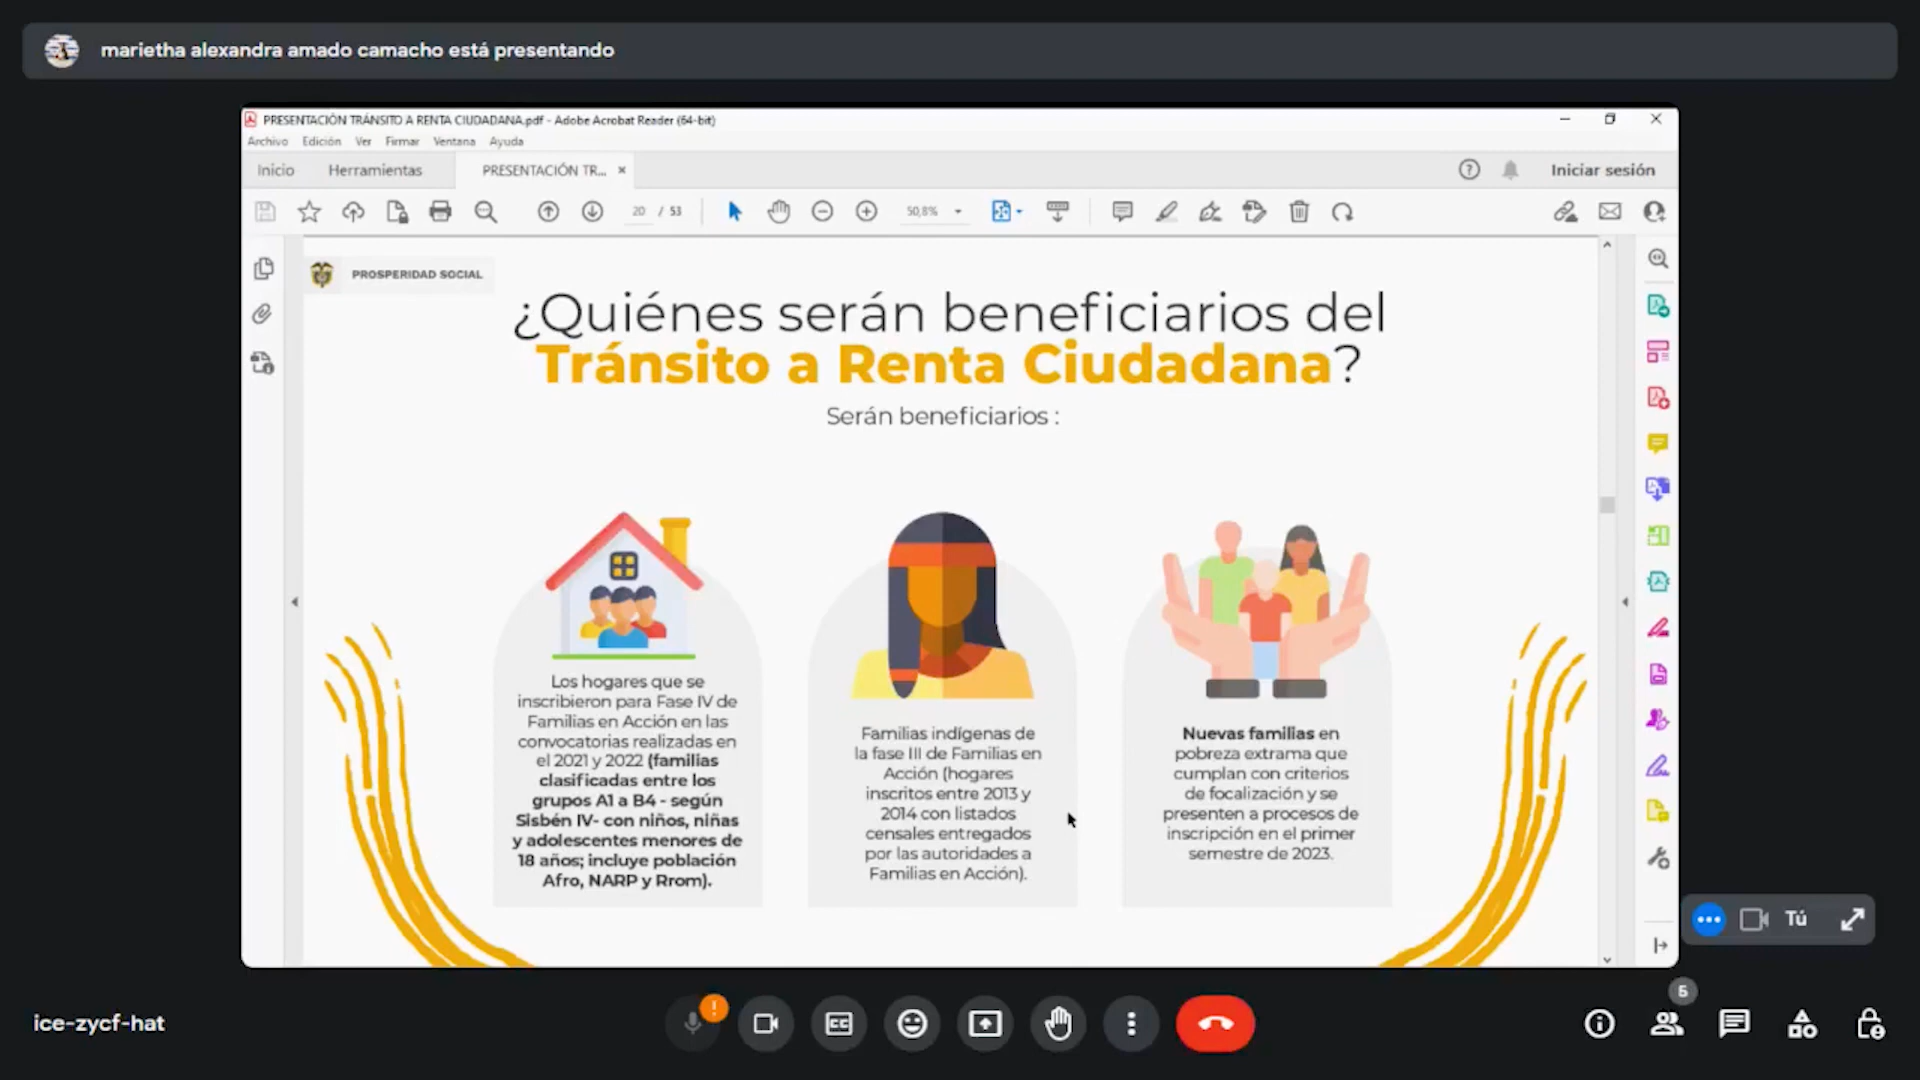 marietha alexandra amado camacho está presentando
PRESENTACIÓN TRÁNSITO A RENTA CIUDADANA.pdf - Adobe Acrobat Reader (64-bit)
Archivo Edición Ver Firmar Ventana Ayuda
Inicio Herramientas PRESENTACIÓN TR... × Iniciar sesión
20 / 53 50,8%
PROSPERIDAD SOCIAL
¿Quiénes serán beneficiarios del
Tránsito a Renta Ciudadana?
Serán beneficiarios :
Los hogares que se
inscribieron para Fase IV de
Familias en Acción en las
convocatorias realizadas en
el 2021 y 2022 (familias
clasificadas entre los
grupos A1 a B4 - según
Sisbén IV- con niños, niñas
y adolescentes menores de
18 años; incluye población
Afro, NARP y Rrom).
Familias indígenas de
la fase III de Familias en
Acción (hogares
inscritos entre 2013 y
2014 con listados
censales entregados
por las autoridades a
Familias en Acción).
Nuevas familias en
pobreza extrama que
cumplan con criterios
de focalización y se
presenten a procesos de
inscripción en el primer
semestre de 2023.
Tú
5
ice-zycf-hat
CC